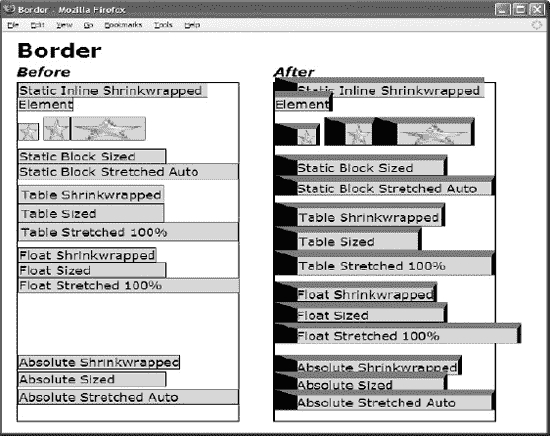 Border - Mozilla Firefox
File Edit View Go Bookmarks Tools Help
Border
Before
Static Inline Shrinkwrapped
Element
Static Block Sized
Static Block Stretched Auto
Table Shrinkwrapped
Table Sized
Table Stretched 100%
Float Shrinkwrapped
Float Sized
Float Stretched 100%
Absolute Shrinkwrapped
Absolute Sized
Absolute Stretched Auto
After
Static Inline Shrinkwrapped
Element
Static Block Sized
Static Block Stretched Auto
Table Shrinkwrapped
Table Sized
Table Stretched 100%
Float Shrinkwrapped
Float Sized
Float Stretched 100%
Absolute Shrinkwrapped
Absolute Sized
Absolute Stretched Auto